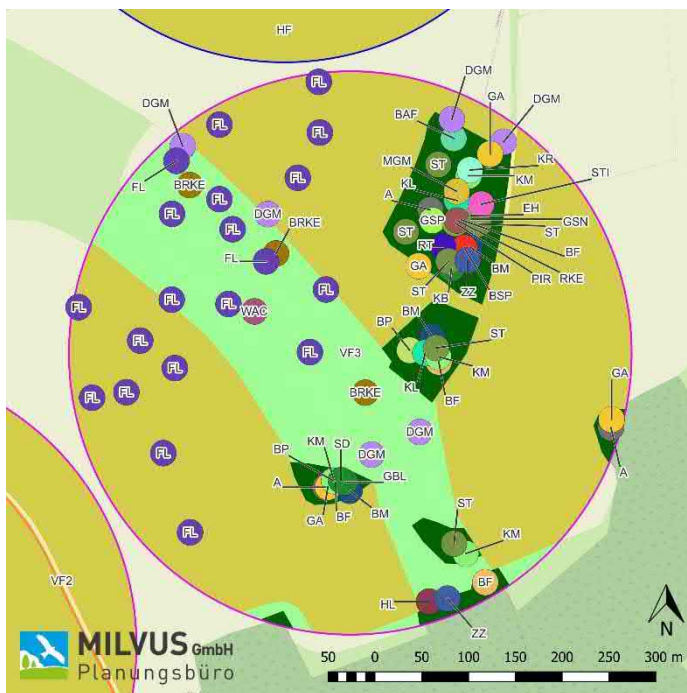 HF
FL
DGM
GA
DGM
DGM
FL
BAF
FL
ST
KR
MGM
KM
STI
FL
FL
BRKE
KL
A
EH
GSN
GSP
FL
FL
DGM
BRKE
FL
ST
ST
BF
RT
FL
GA
BM
PIR
RKE
ST
KB
ZZ
BSP
FL
FL
FL
FL
WAC
BM
ST
BP
FL
FL
VF3
KM
FL
KL
BF
FL
FL
BRKE
GA
DGM
A
SD
KM
BP
FL
DGM
GBL
A
GA
BF
BM
ST
FL
KM
BF
VF2
HL
ZZ
N
MILVUS GmbH
Planungsbüro
50 0 50 100 150 200 250 300 m